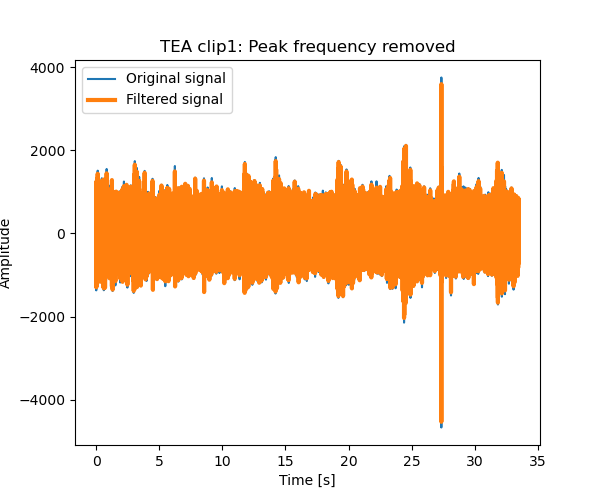 TEA clip1: Peak frequency removed
Original signal
Filtered signal
4000
2000
0
−2000
−4000
Amplitude
0 5 10 15 20 25 30 35
Time [s]